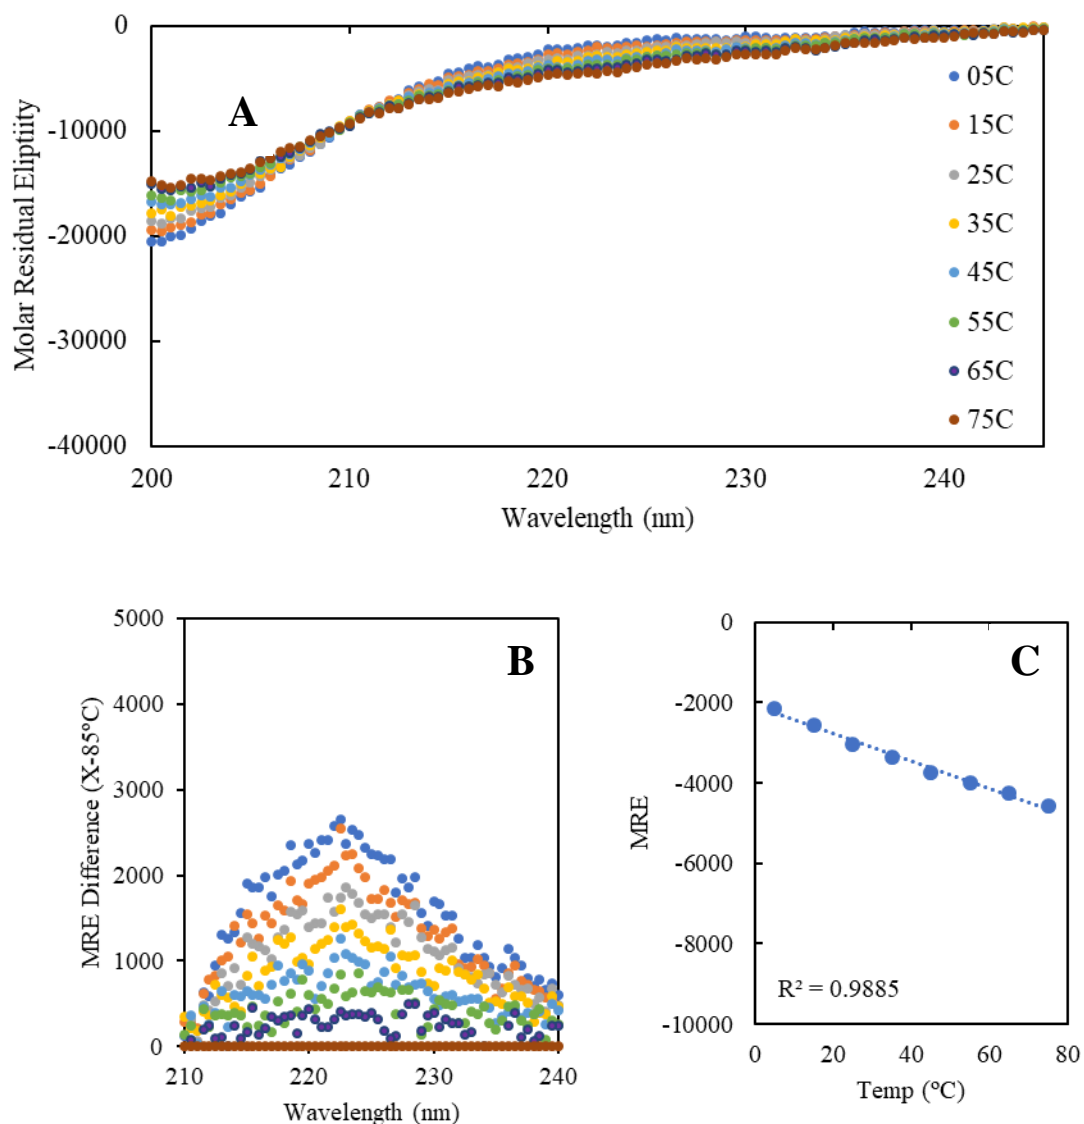 A
Molar Residual Eliptiity
0
-10000
-20000
-30000
-40000
200
210
220
230
240
Wavelength (nm)
05C
15C
25C
35C
45C
55C
65C
75C
B
MRE Difference (X-85°C)
5000
4000
3000
2000
1000
0
210
220
230
240
Wavelength (nm)
C
MRE
0
-2000
-4000
-6000
-8000
-10000
R² = 0.9885
0
20
40
60
80
Temp (°C)